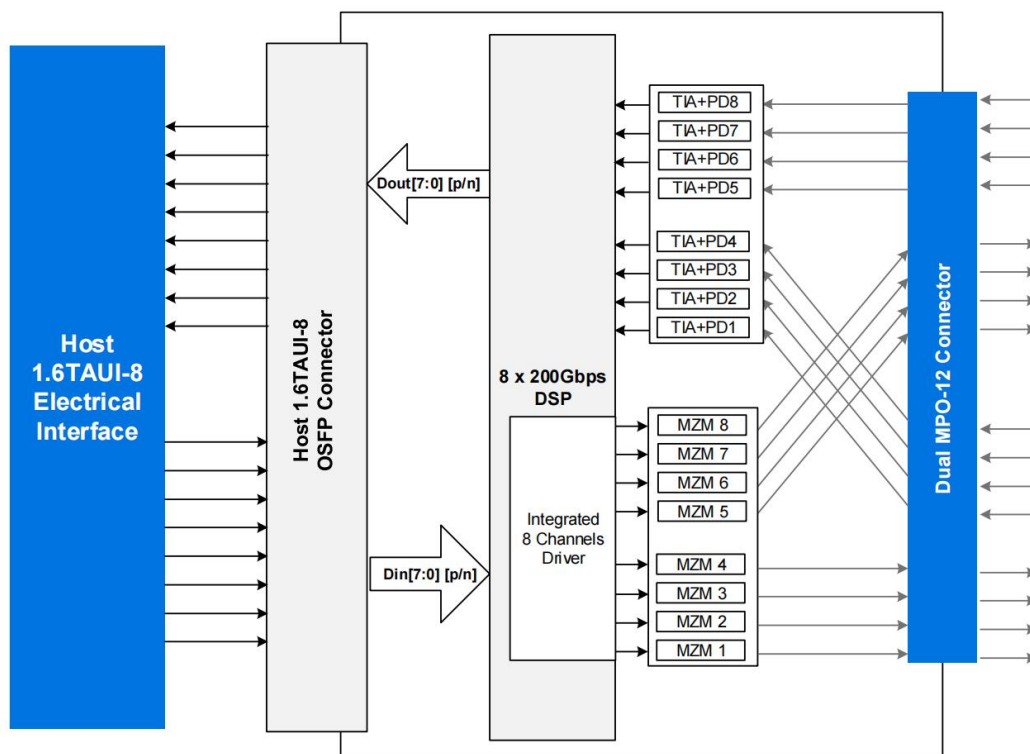 Host
1.6TAUI-8
Electrical
Interface
Host 1.6TAUI-8
OSFP Connector
Dout[7:0] [p/n]
Din[7:0] [p/n]
8 x 200Gbps
DSP
Integrated
8 Channels
Driver
TIA+PD8
TIA+PD7
TIA+PD6
TIA+PD5
TIA+PD4
TIA+PD3
TIA+PD2
TIA+PD1
MZM 8
MZM 7
MZM 6
MZM 5
MZM 4
MZM 3
MZM 2
MZM 1
Dual MPO-12 Connector